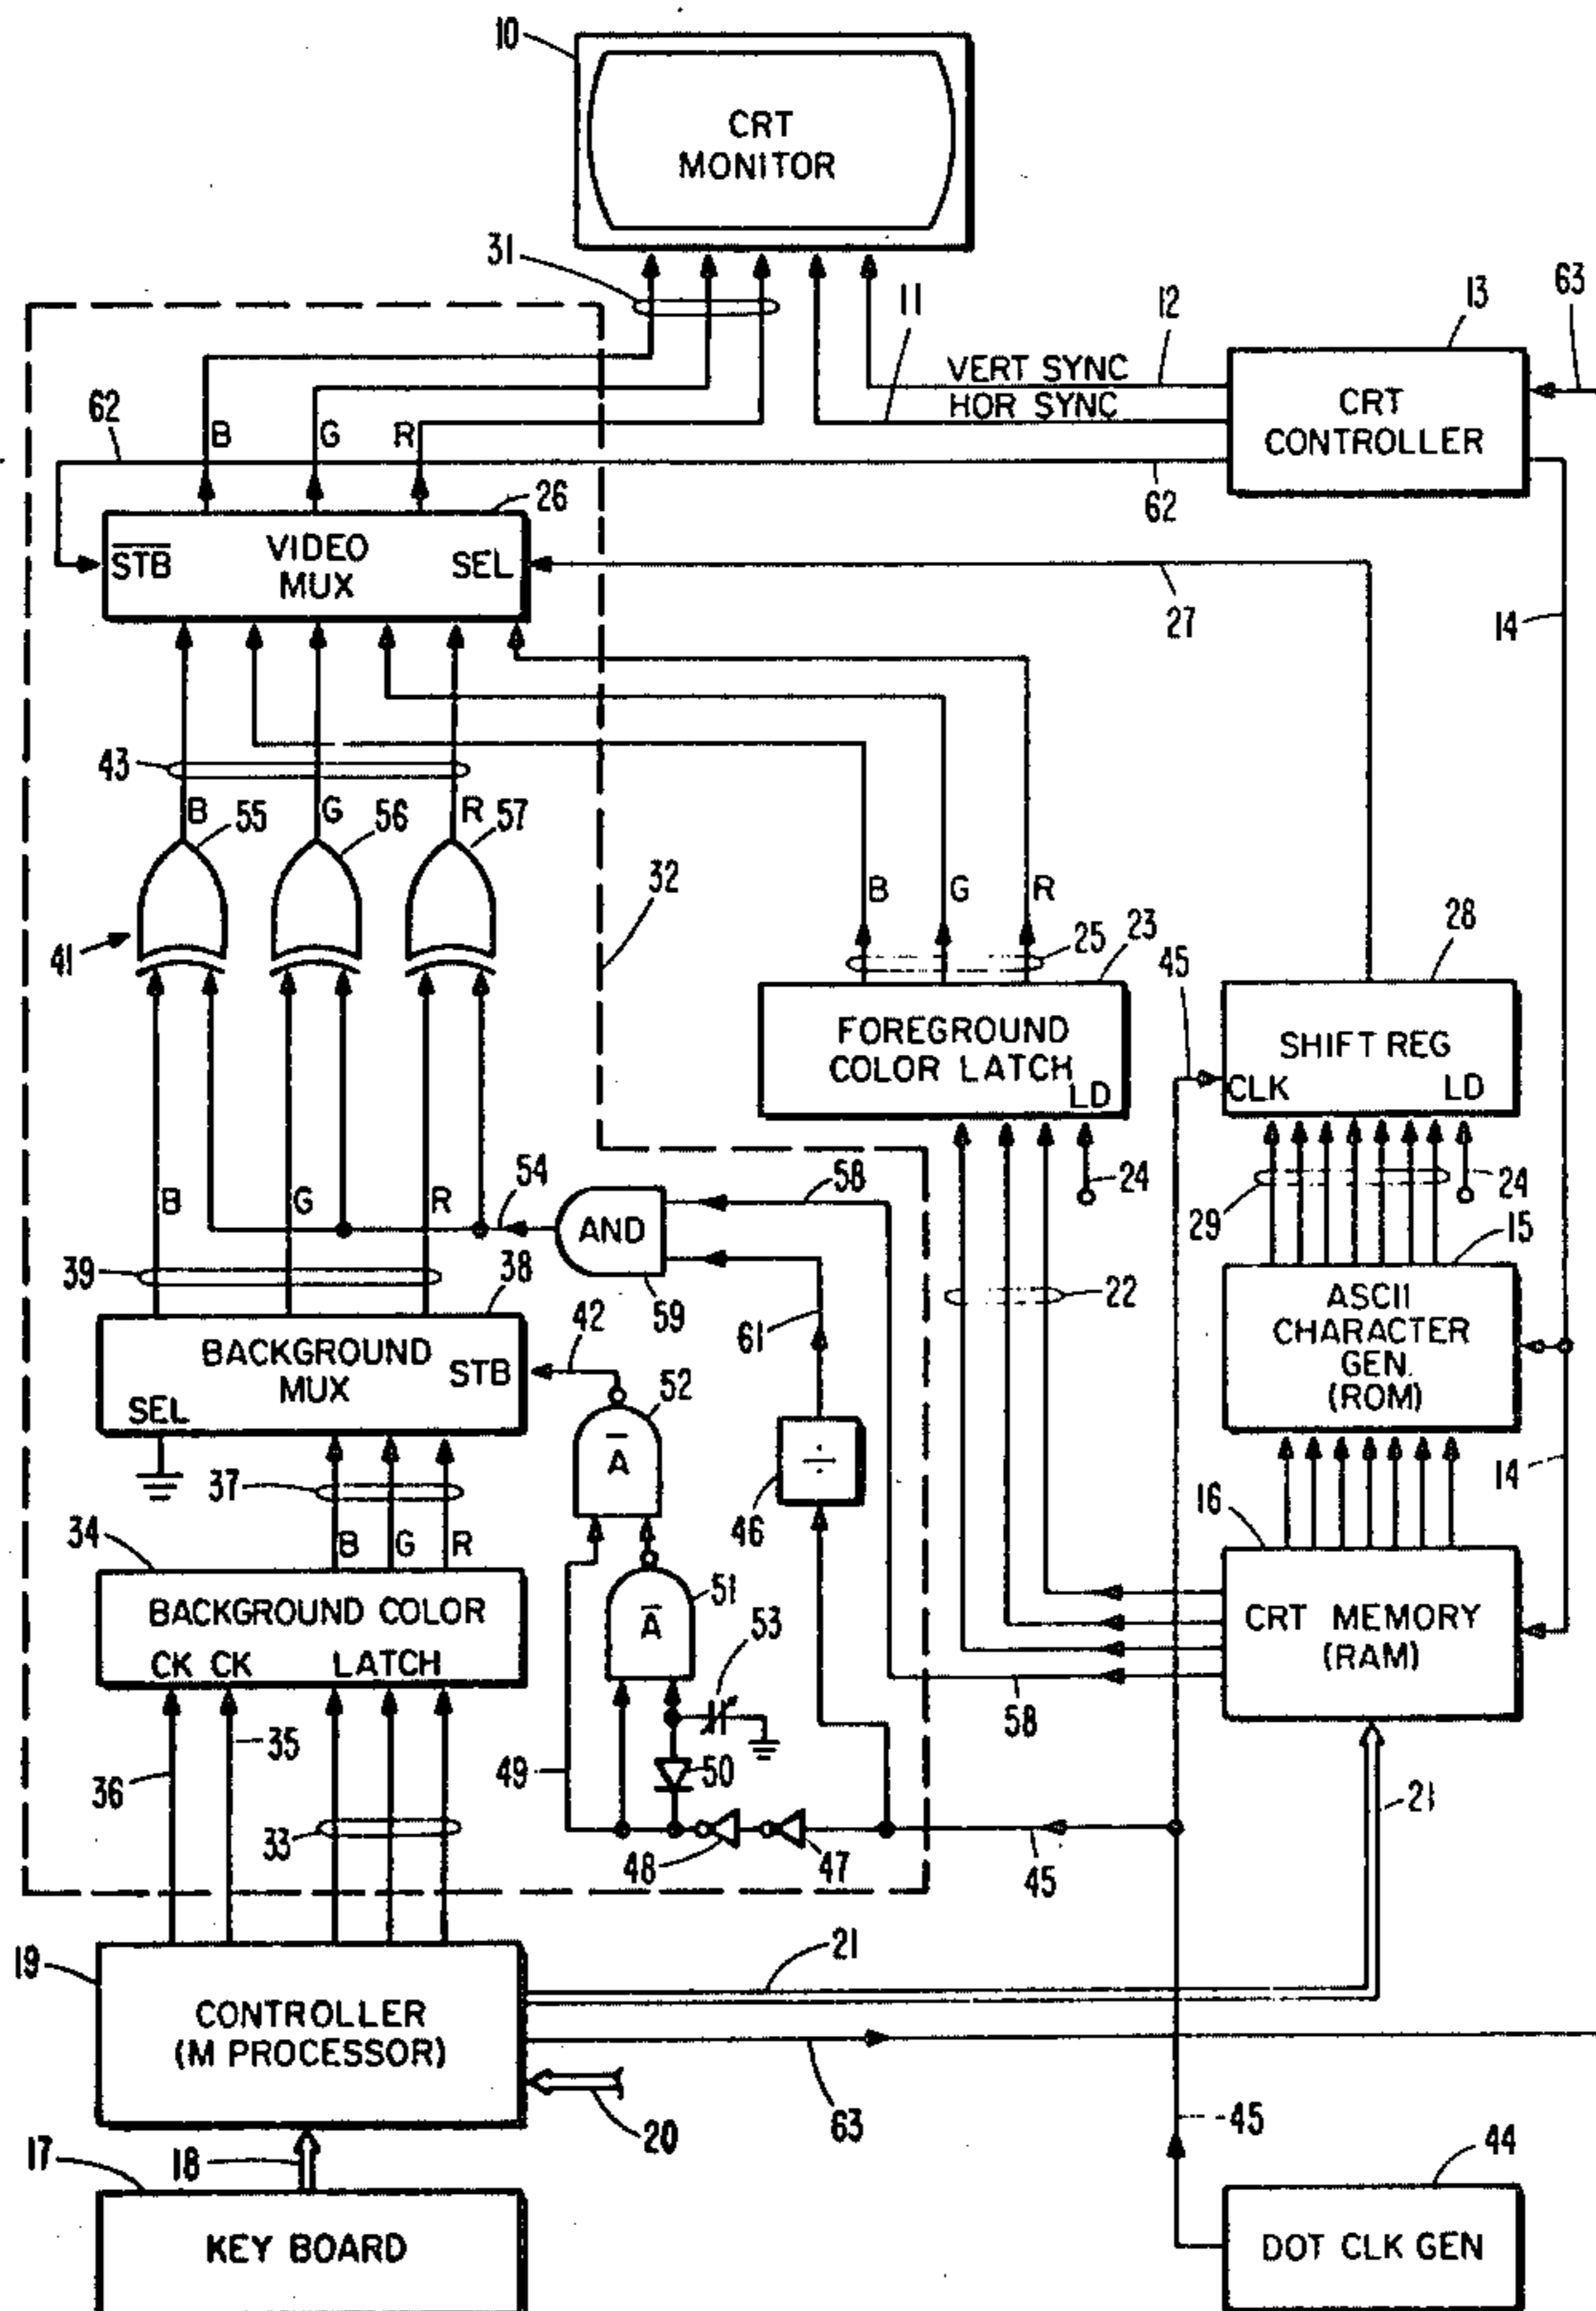 10
CRT
MONITOR
31
11
12
13
63
VERT SYNC
HOR SYNC
CRT
CONTROLLER
62
B
G
R
62
26
STB
VIDEO
MUX
SEL
27
14
43
B
55
G
56
R
57
41
32
B
G
R
25
23
45
28
FOREGROUND
COLOR LATCH
LD
SHIFT REG
CLK
LD
24
24
29
15
58
54
AND
59
B
G
R
39
38
42
61
22
ASCII
CHARACTER
GEN.
(ROM)
BACKGROUND
MUX
STB
SEL
52
A
÷
46
37
14
16
34
B
G
R
BACKGROUND COLOR
CK CK
LATCH
51
A
53
CRT MEMORY
(RAM)
58
35
36
33
49
50
48
47
45
21
19
21
CONTROLLER
(M PROCESSOR)
20
63
45
17
18
44
KEY BOARD
DOT CLK GEN